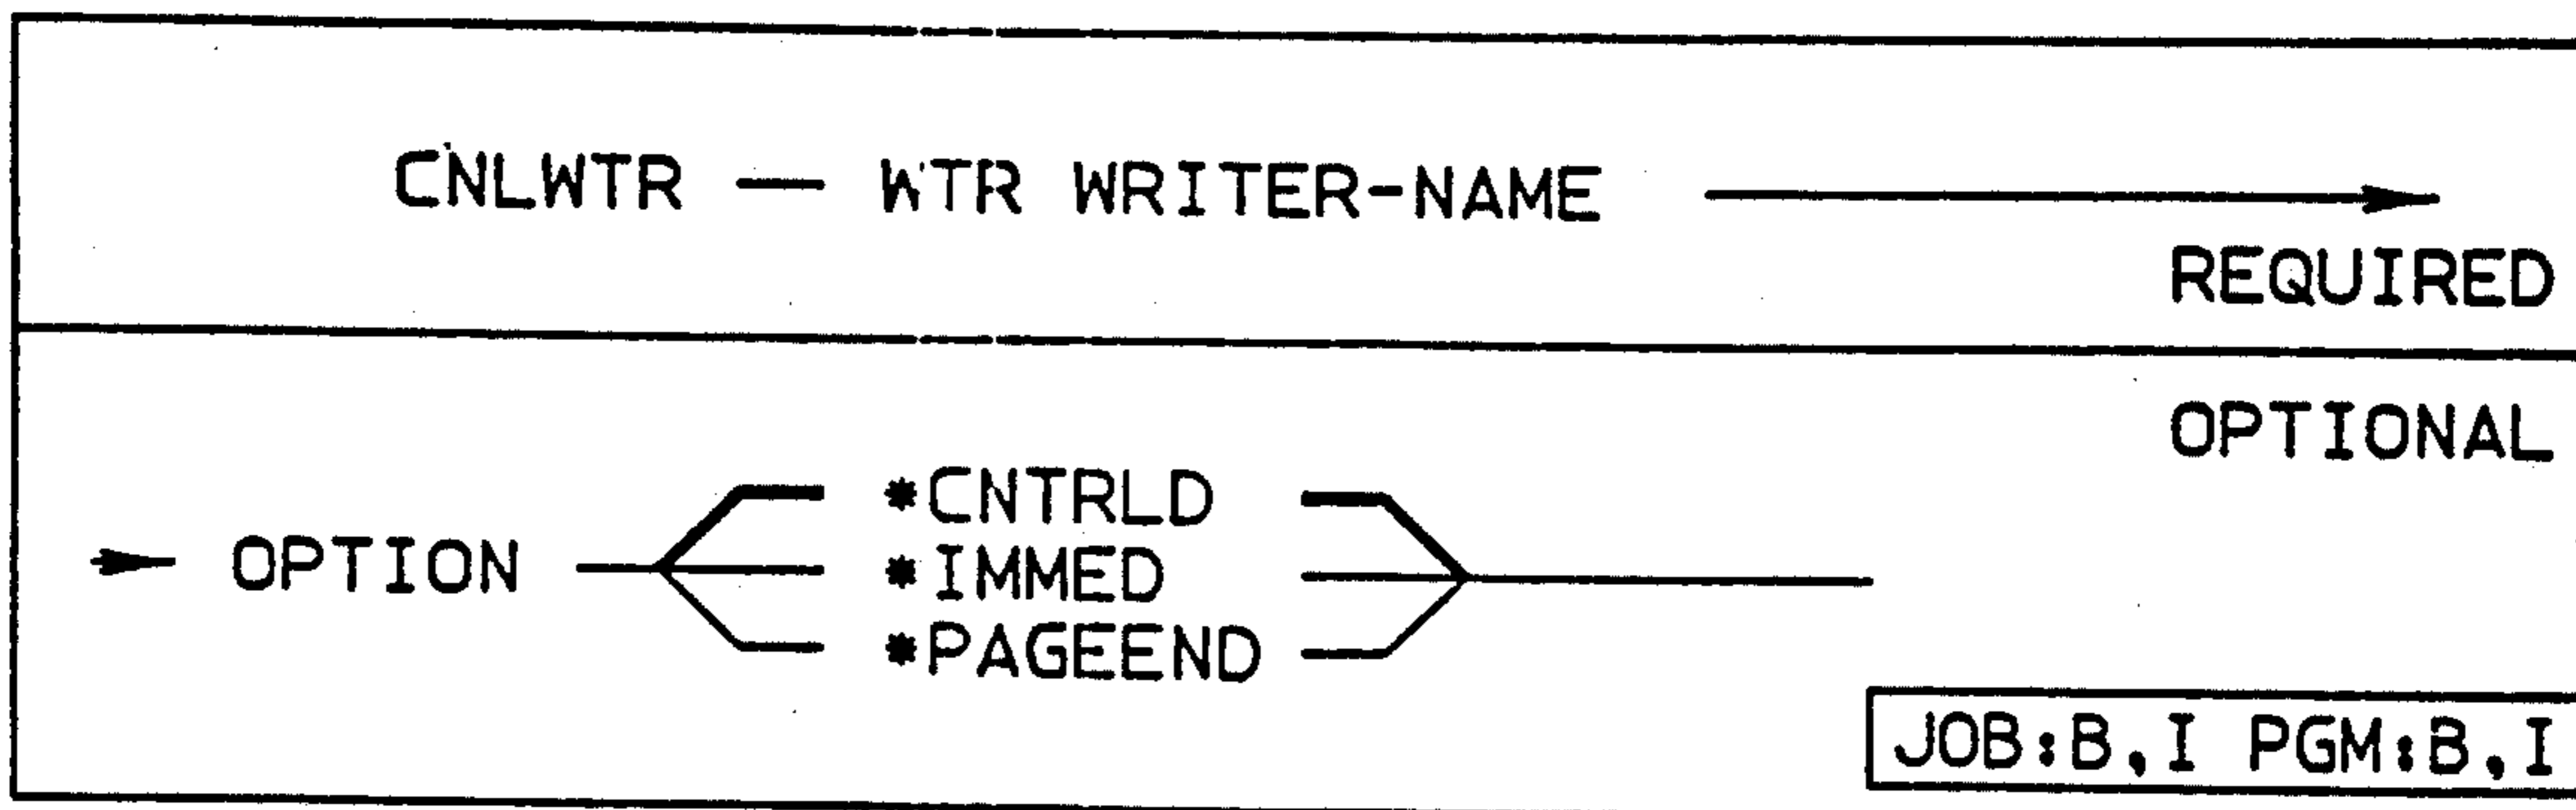 CNLWTR — WTR WRITER-NAME
REQUIRED
OPTIONAL
*CNTRLD
OPTION *IMMED
*PAGEEND
JOB:B,I PGM:B,I